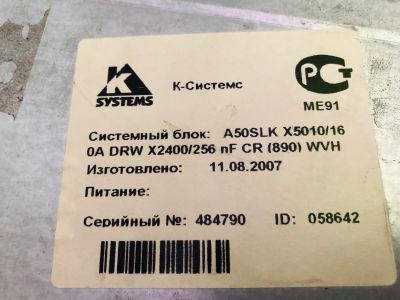 K
SYSTEMS
К-Системс
РСТ
ME91
Системный блок: A50SLK X5010/16
0A DRW X2400/256 nF CR (890) WVH
Изготовлено: 11.08.2007
Питание:
Серийный №: 484790 ID: 058642